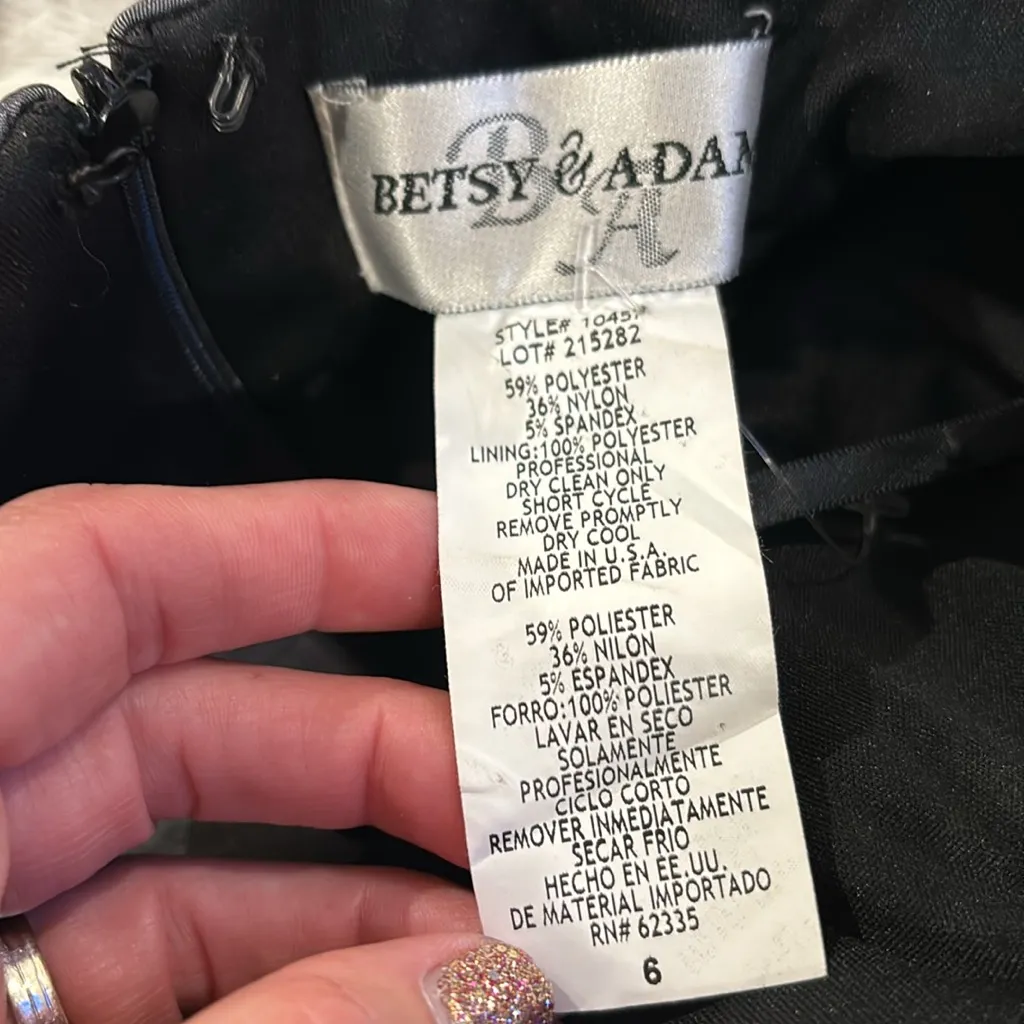 BETSY & ADAM
BA
STYLE# 1045
LOT# 215282
59% POLYESTER
36% NYLON
5% SPANDEX
LINING:100% POLYESTER
PROFESSIONAL
DRY CLEAN ONLY
SHORT CYCLE
REMOVE PROMPTLY
DRY COOL
MADE IN U.S.A.
OF IMPORTED FABRIC
59% POLIESTER
36% NILON
5% ESPANDEX
FORRO:100% POLIESTER
LAVAR EN SECO
SOLAMENTE
PROFESIONALMENTE
CICLO CORTO
REMOVER INMEDIATAMENTE
SECAR FRIO
HECHO EN EE.UU.
DE MATERIAL IMPORTADO
RN# 62335
6